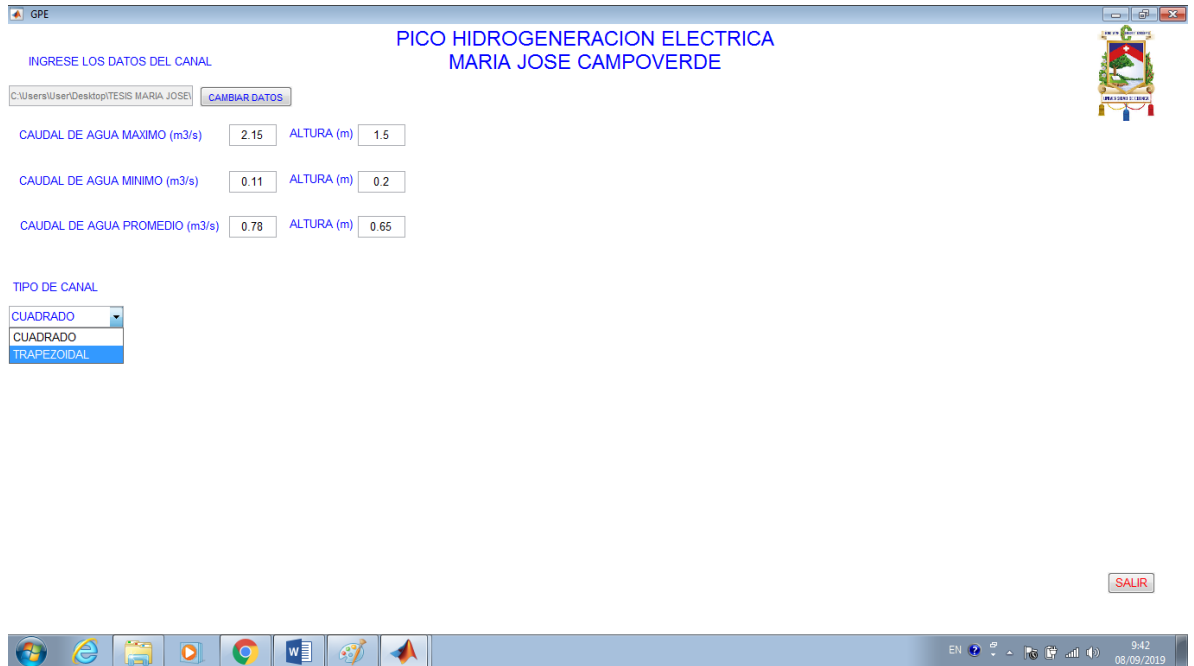 GPE
PICO HIDROGENERACION ELECTRICA
MARIA JOSE CAMPOVERDE
INGRESE LOS DATOS DEL CANAL
C:\Users\User\Desktop\TESIS MARIA JOSE\ CAMBIAR DATOS
CAUDAL DE AGUA MAXIMO (m3/s) 2.15 ALTURA (m) 1.5
CAUDAL DE AGUA MINIMO (m3/s) 0.11 ALTURA (m) 0.2
CAUDAL DE AGUA PROMEDIO (m3/s) 0.78 ALTURA (m) 0.65
TIPO DE CANAL
CUADRADO
CUADRADO
TRAPEZOIDAL
SALIR
EN 9:42
08/09/2019